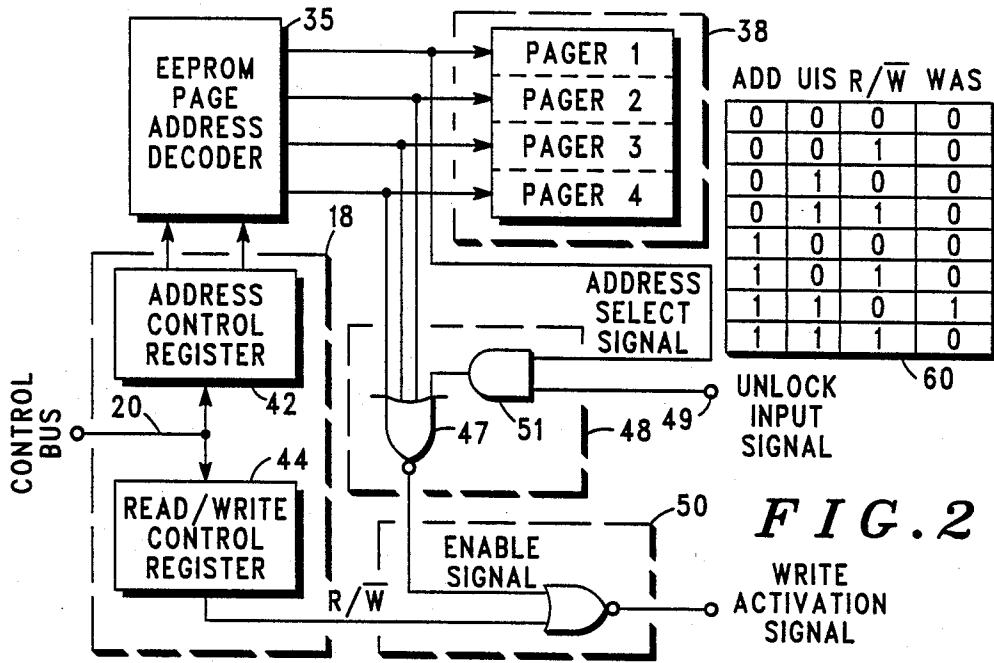 35
EEPROM
PAGE
ADDRESS
DECODER
PAGER 1
PAGER 2
PAGER 3
PAGER 4
38
ADD UIS R/W̅ WAS
0 0 0 0
0 0 1 0
0 1 0 0
0 1 1 0
1 0 0 0
1 0 1 0
1 1 0 1
1 1 1 0
60
18
ADDRESS
CONTROL
REGISTER
42
CONTROL
BUS
20
44
READ/WRITE
CONTROL
REGISTER
R/W̅
ADDRESS
SELECT
SIGNAL
47
51
48
49
UNLOCK
INPUT
SIGNAL
50
ENABLE
SIGNAL
FIG.2
WRITE
ACTIVATION
SIGNAL